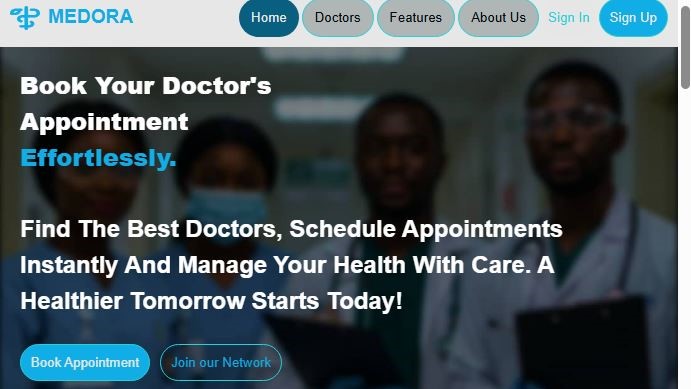 MEDORA
Home
Doctors
Features
About Us
Sign In
Sign Up
Book Your Doctor's
Appointment
Effortlessly.
Find The Best Doctors, Schedule Appointments
Instantly And Manage Your Health With Care. A
Healthier Tomorrow Starts Today!
Book Appointment
Join our Network